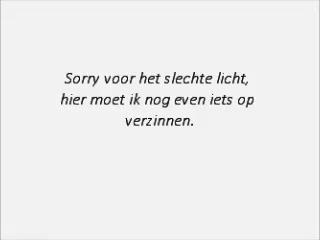 Sorry voor het slechte licht,
hier moet ik nog even iets op
verzinnen.